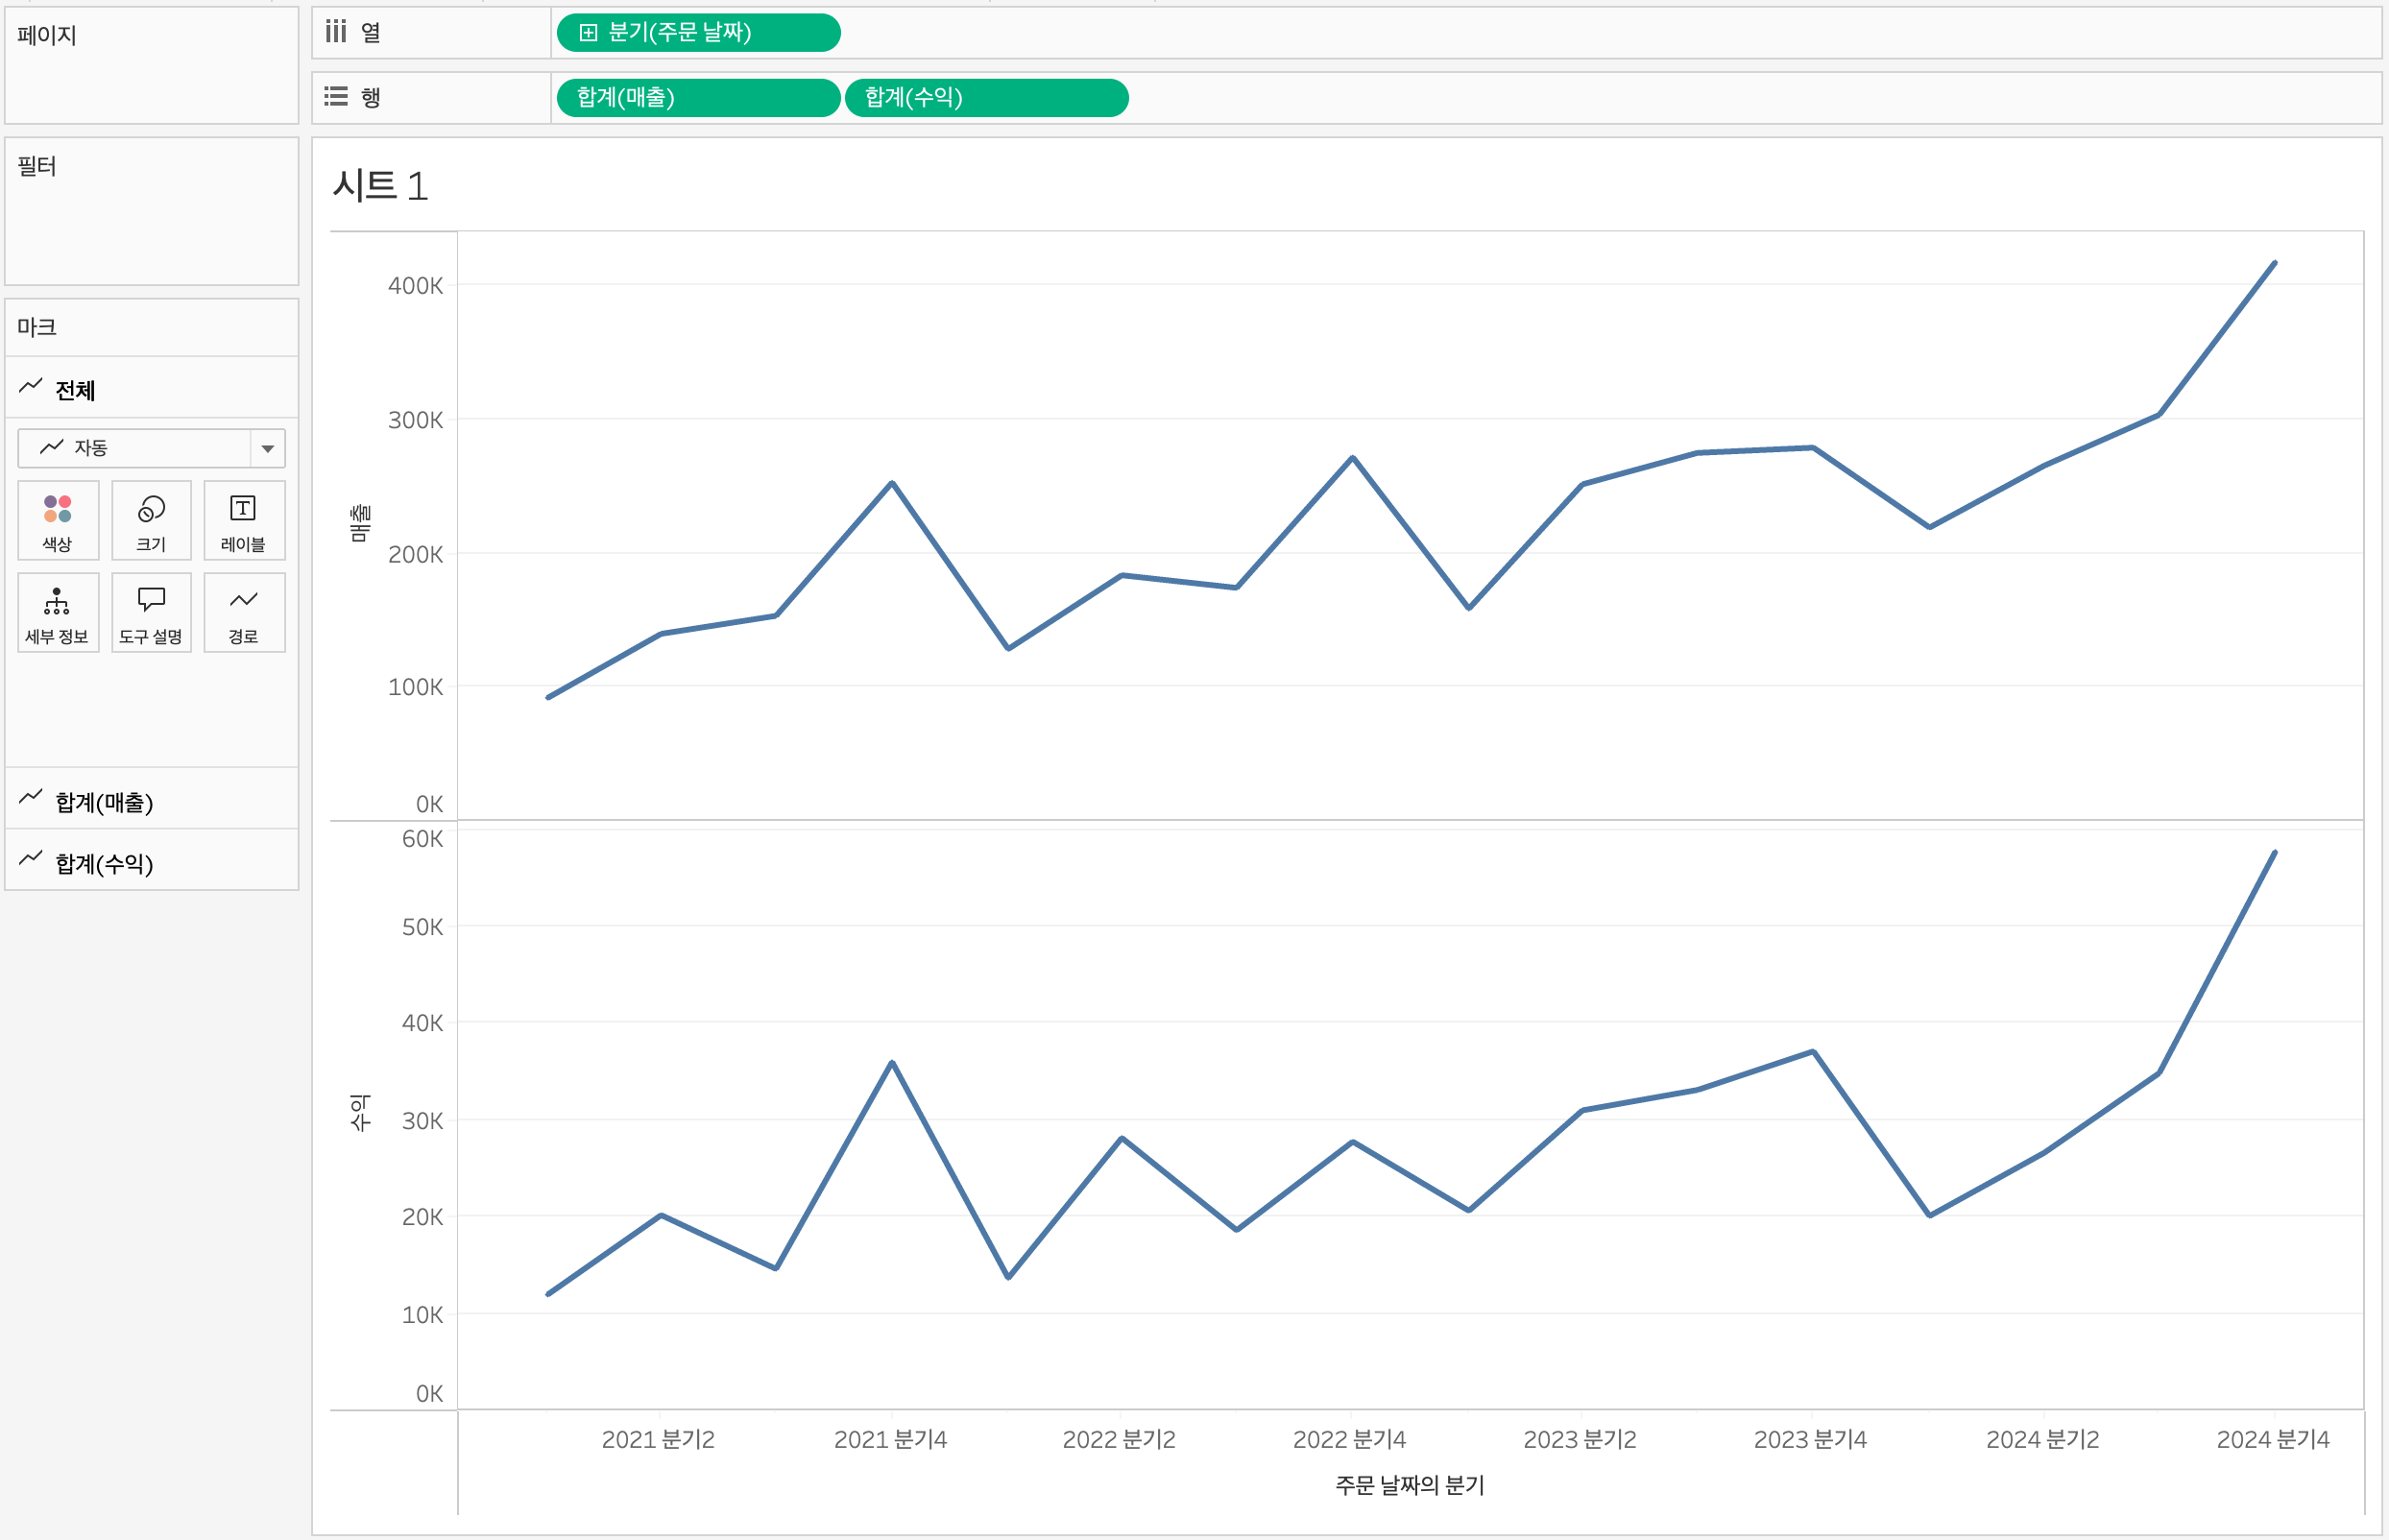 페이지
열
분기(주문 날짜)
행
합계(매출)
합계(수익)
필터
마크
전체
자동
색상
크기
레이블
세부 정보
도구 설명
경로
합계(매출)
합계(수익)
시트 1
400K
300K
200K
100K
0K
매출
60K
50K
40K
30K
20K
10K
0K
수익
2021 분기2
2021 분기4
2022 분기2
2022 분기4
2023 분기2
2023 분기4
2024 분기2
2024 분기4
주문 날짜의 분기